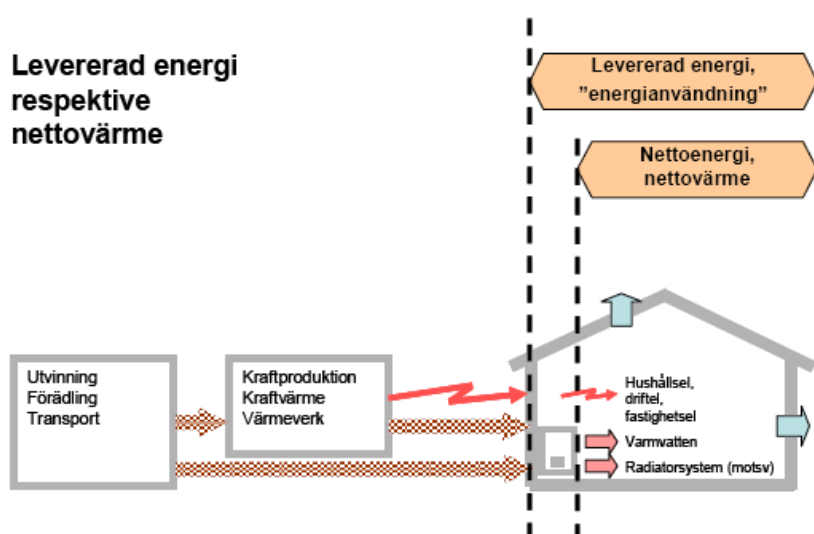 Levererad energi
respektive
nettovärme
Levererad energi,
”energianvändning”
Nettoenergi,
nettovärme
Utvinning
Förädling
Transport
Kraftproduktion
Kraftvärme
Värmeverk
Hushållsel,
driftel,
fastighetsel
Varmvatten
Radiatorsystem (motsv)